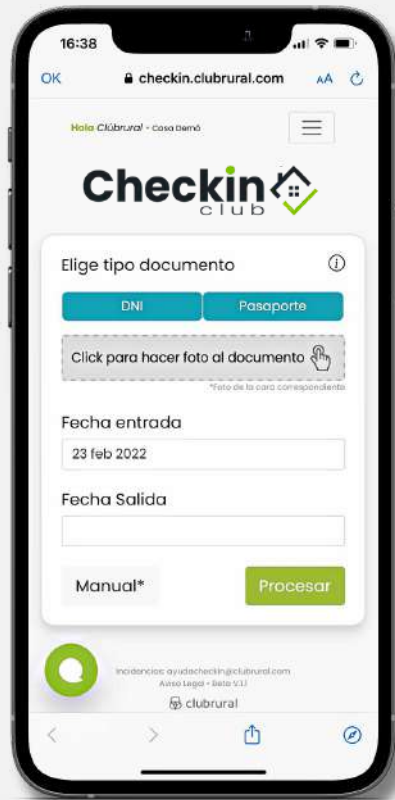 16:38
OK checkin.clubrural.com AA
Hola Clubrural - Casa Demo
Checkin
club
Elige tipo documento
DNI Pasaporte
Click para hacer foto al documento
*Foto de la cara correspondiente
Fecha entrada
23 feb 2022
Fecha Salida
Manual* Procesar
Incidencias: ayudacheckin@clubrural.com
Aviso Legal - Beta V.1.1
clubrural